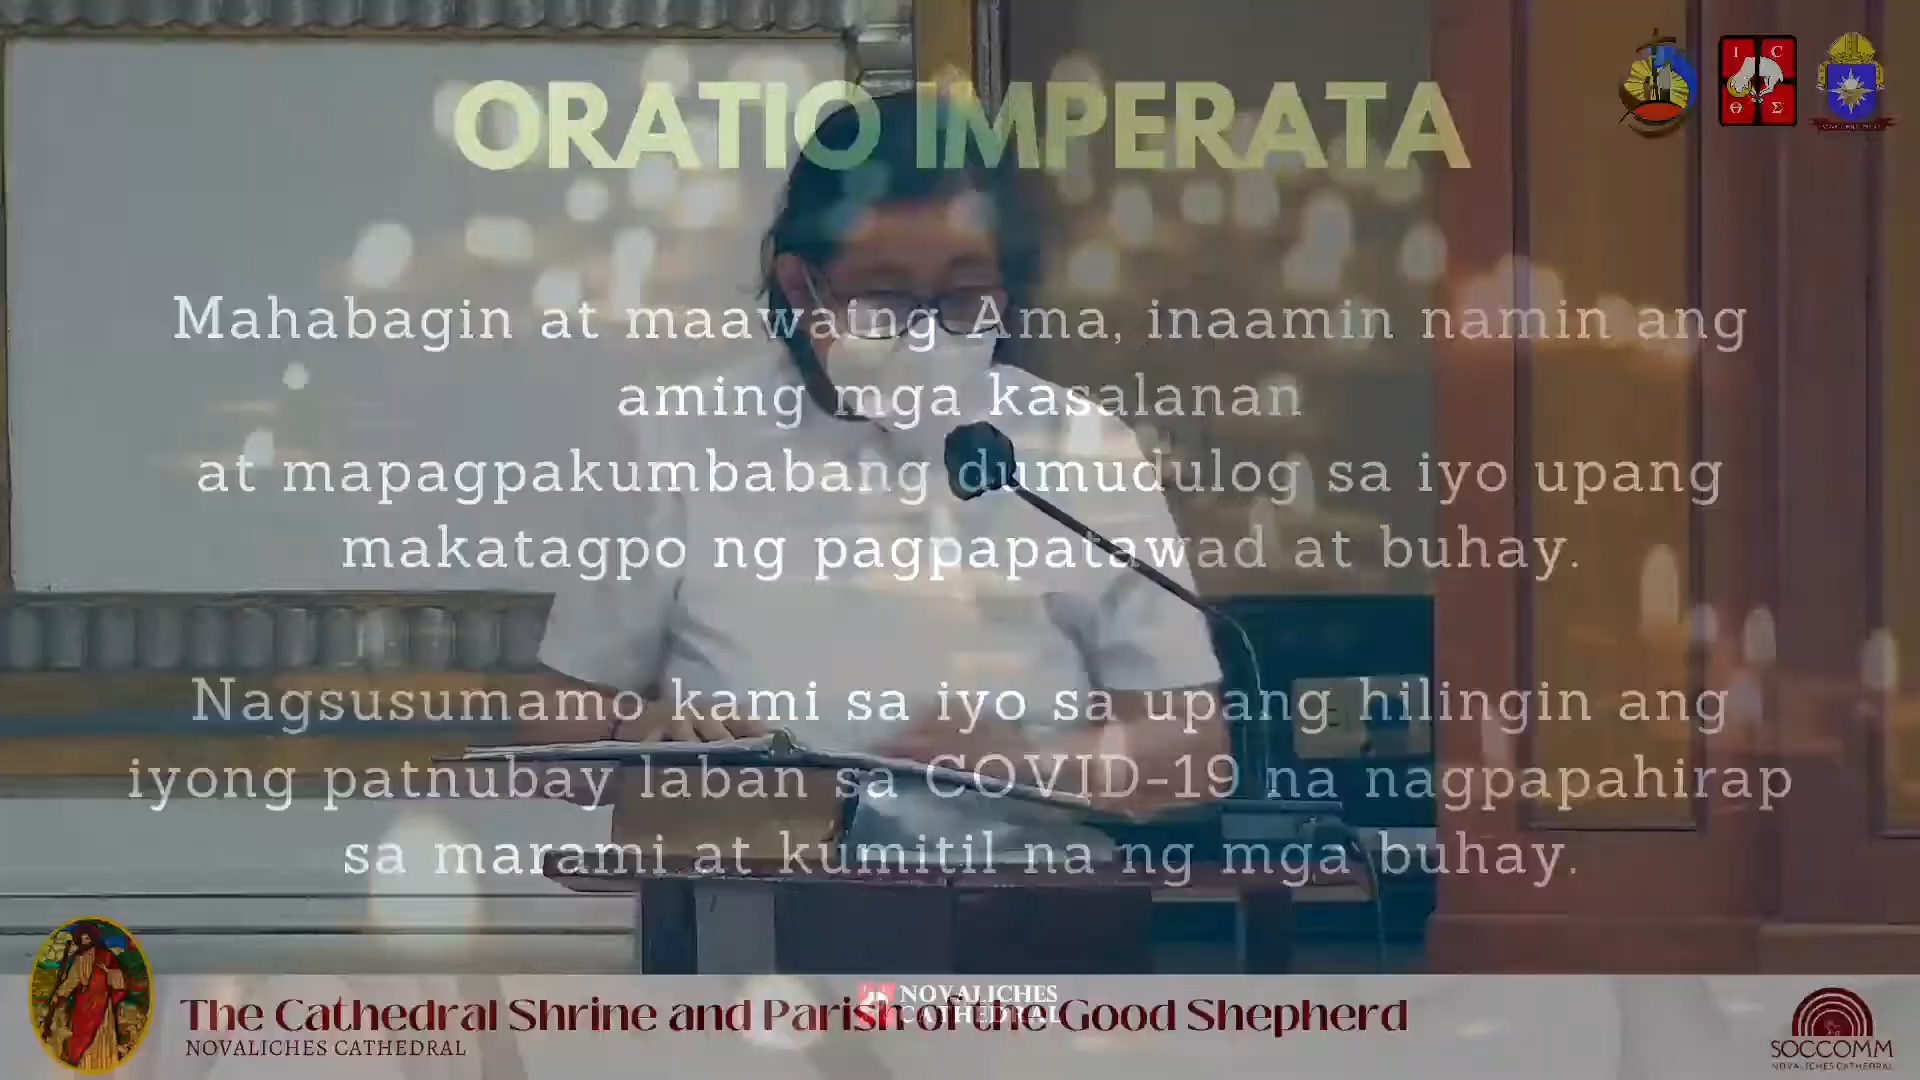 ORATIO IMPERATA
I C
Θ Σ
Mahabagin at maawaing Ama, inaamin namin ang
aming mga kasalanan
at mapagpakumbabang dumudulog sa iyo upang
makatagpo ng pagpapatawad at buhay.
Nagsusumamo kami sa iyo sa upang hilingin ang
iyong patnubay laban sa COVID-19 na nagpapahirap
sa marami at kumitil na ng mga buhay.
The Cathedral Shrine and Parish of the Good Shepherd
NOVALICHES CATHEDRAL
NOVALICHES
CATHEDRAL
SOCCOMM
NOVALICHES CATHEDRAL